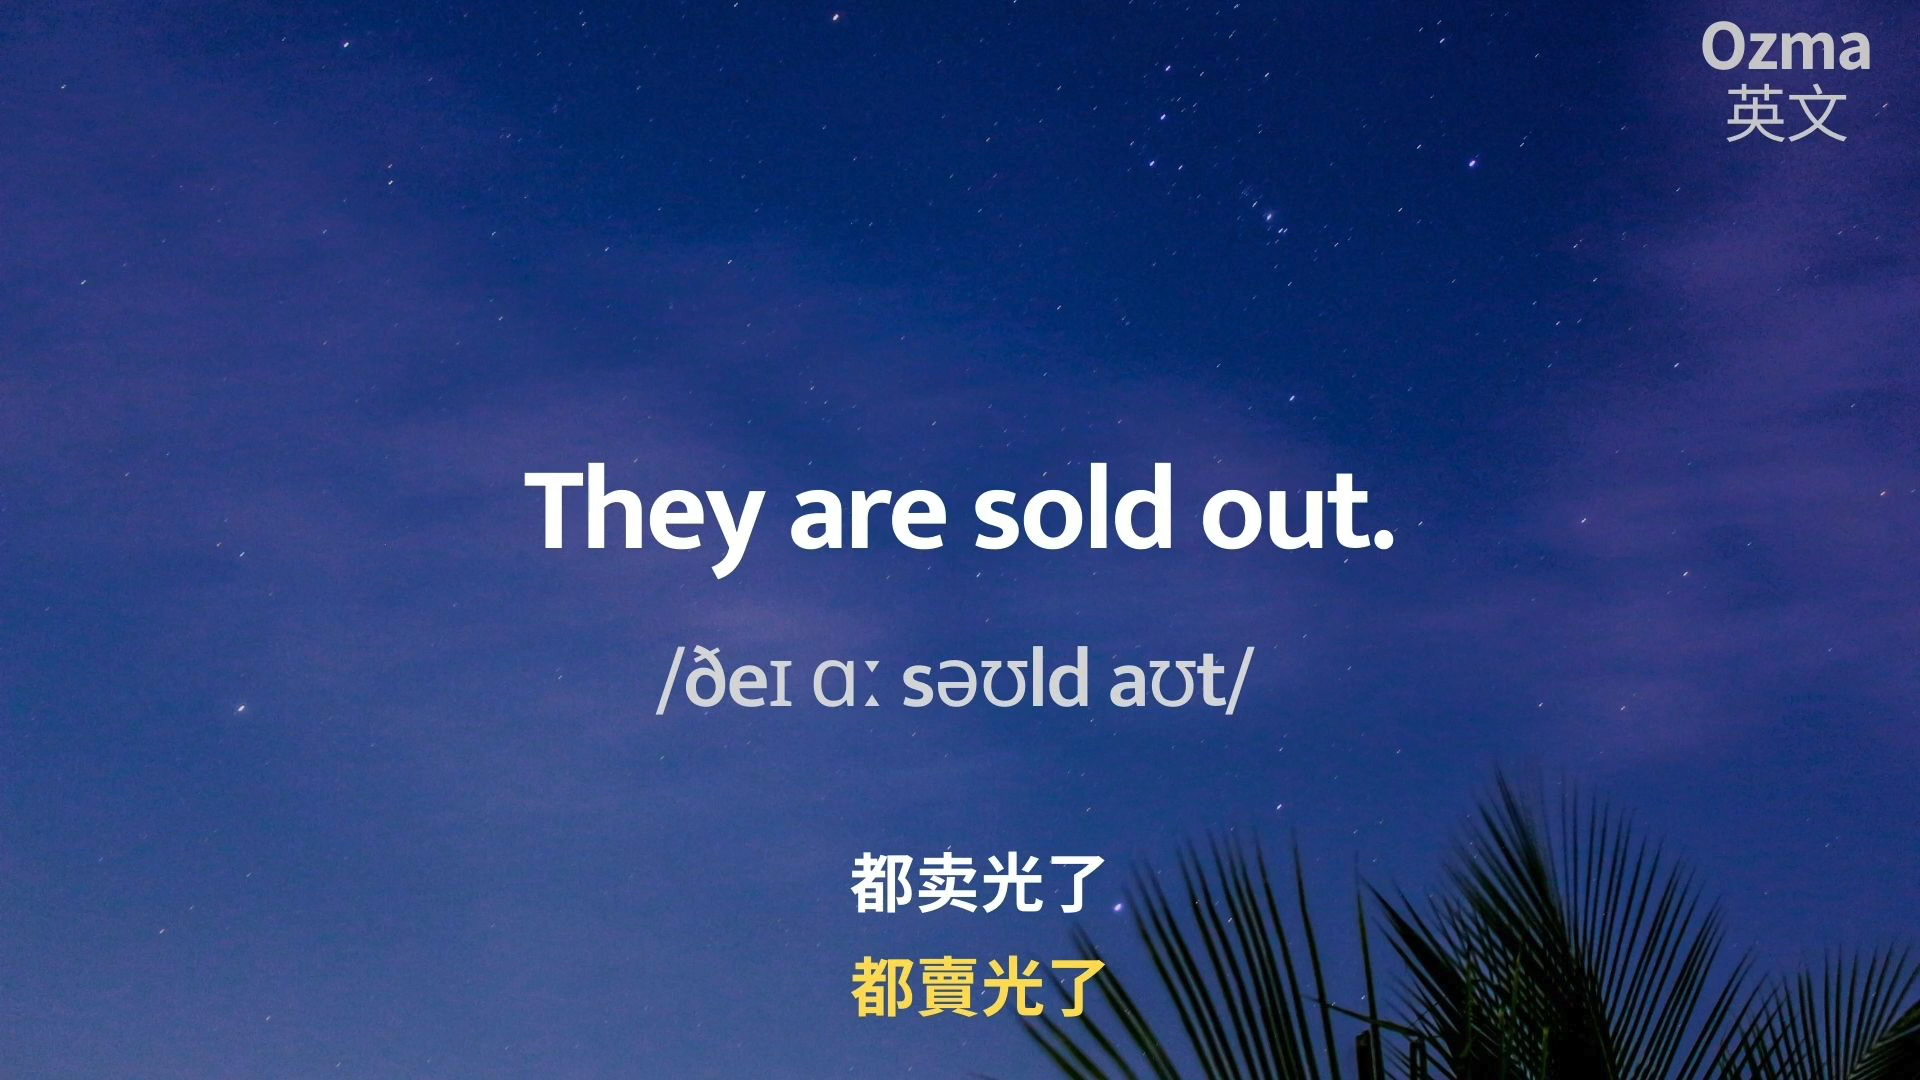 Ozma
英文
They are sold out.
/ðeɪ ɑː səʊld aʊt/
都卖光了
都賣光了